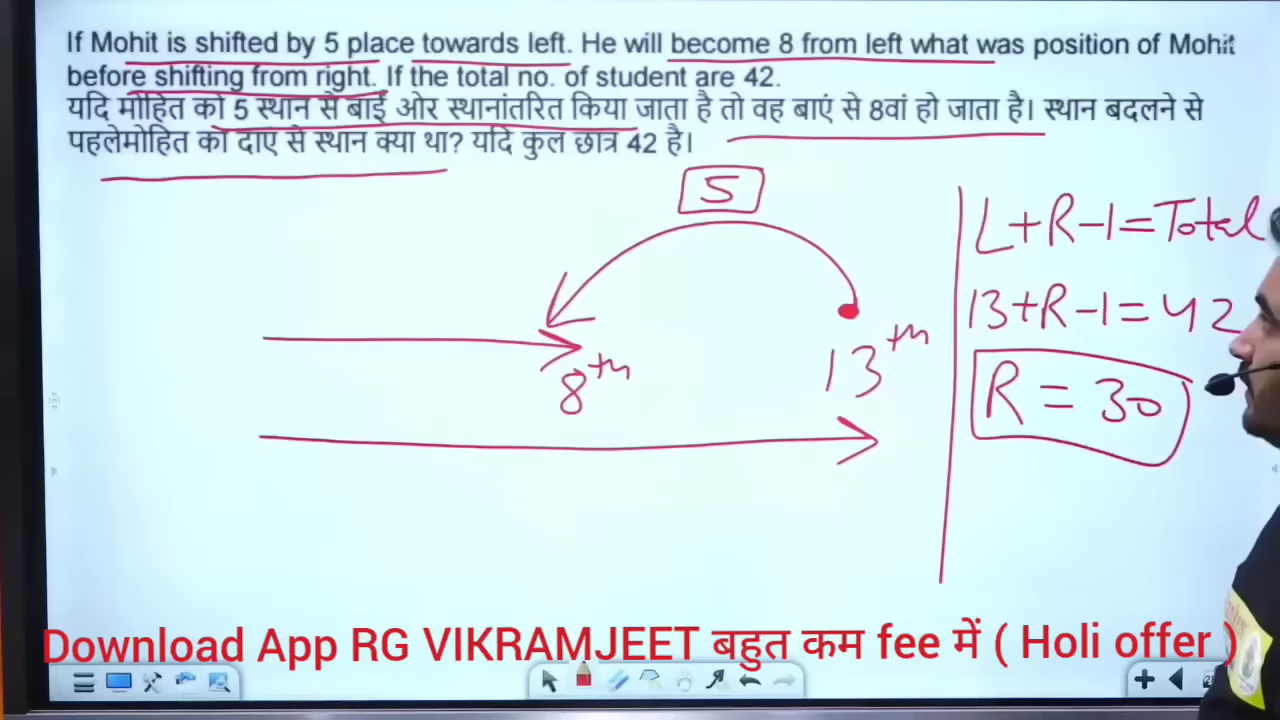 If Mohit is shifted by 5 place towards left. He will become 8 from left what was position of Mohit
before shifting from right. If the total no. of student are 42.
यदि मोहित को 5 स्थान से बाईं ओर स्थानांतरित किया जाता है तो वह बाएं से 8वां हो जाता है। स्थान बदलने से
पहलेमोहित का दाए से स्थान क्या था? यदि कुल छात्र 42 है।
5
8th
13th
L+R-1=Total
13+R-1=42
R = 30
Download App RG VIKRAMJEET बहुत कम fee में ( Holi offer )